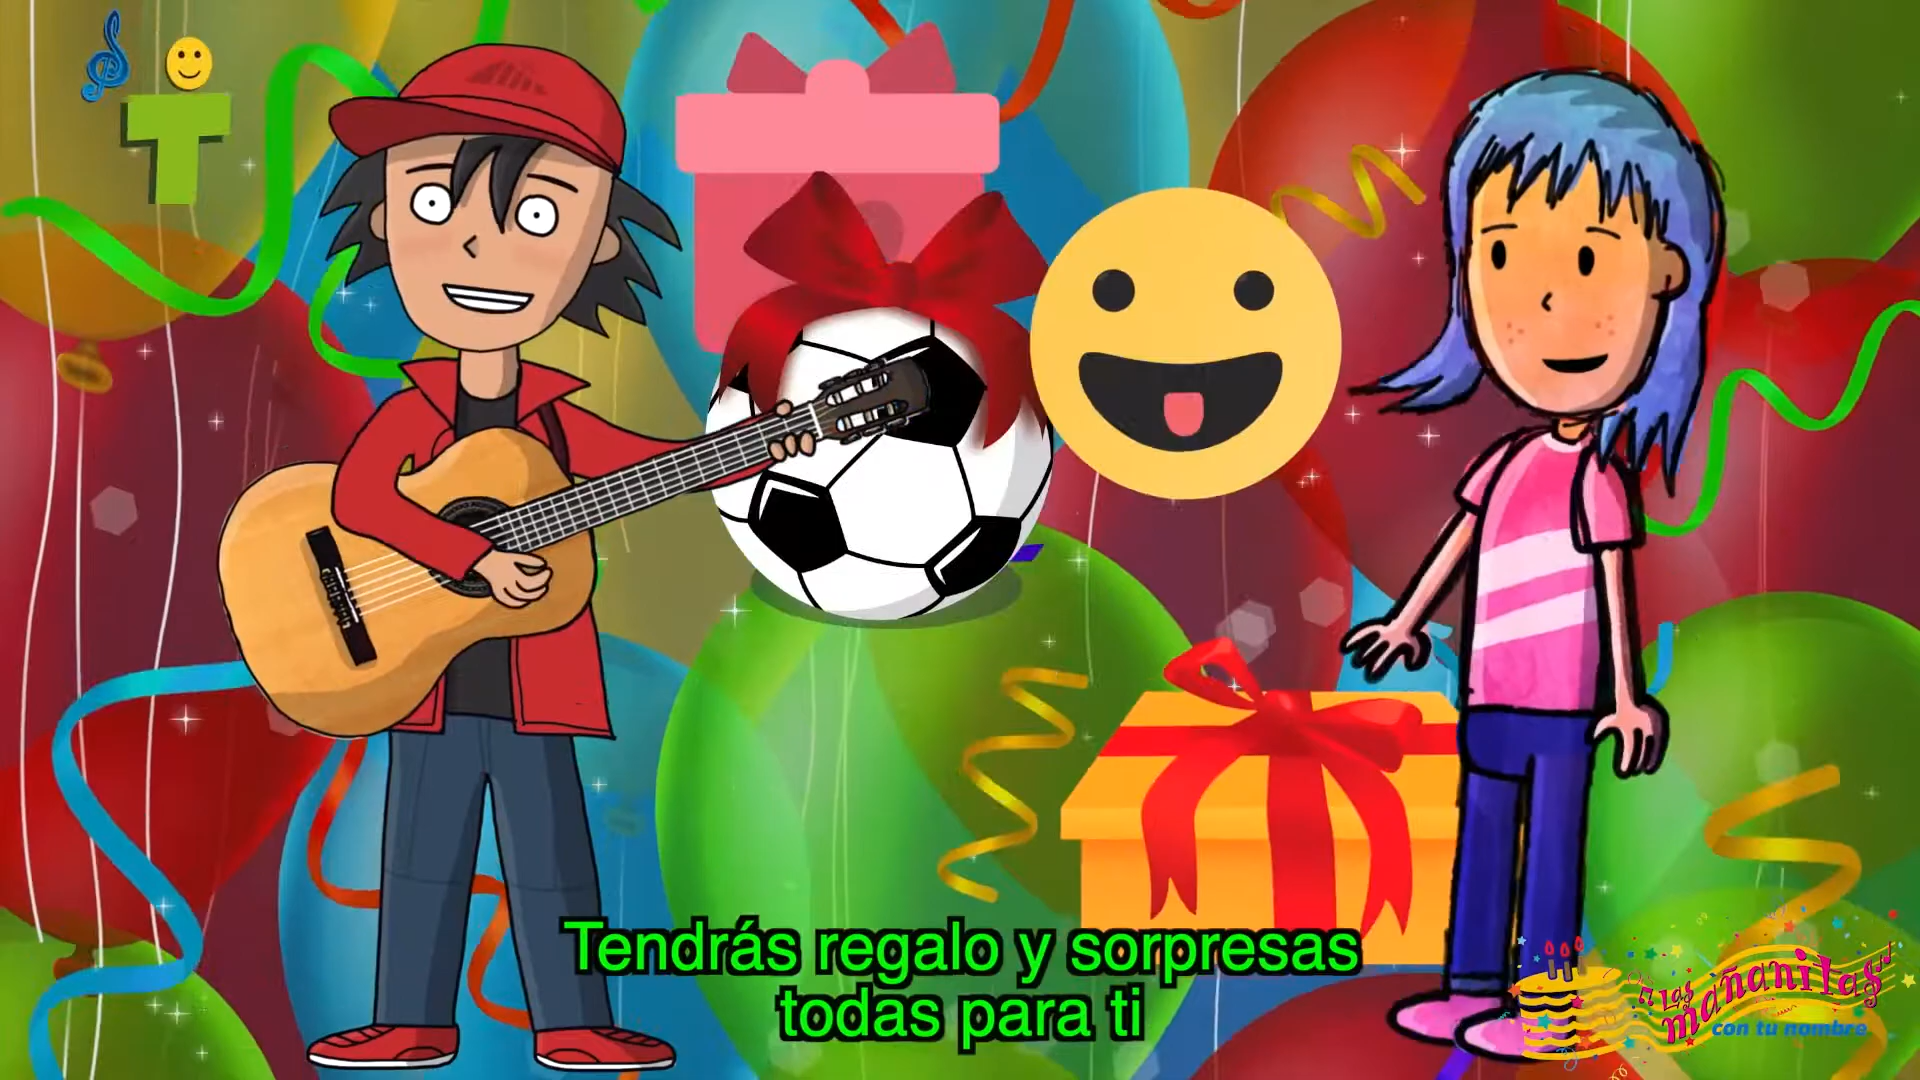 T
Tendrás regalo y sorpresas
todas para ti
Las
mañanitas
con tu nombre